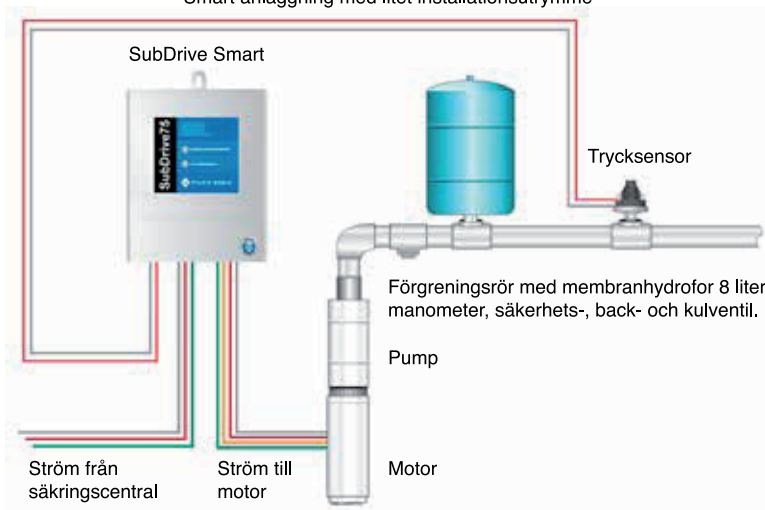 Smart anläggning med litet installationsutrymme
SubDrive Smart
SubDrive75
Trycksensor
Förgreningsrör med membranhydrofor 8 liter
manometer, säkerhets-, back- och kulventil.
Pump
Ström från
säkringscentral
Ström till
motor
Motor